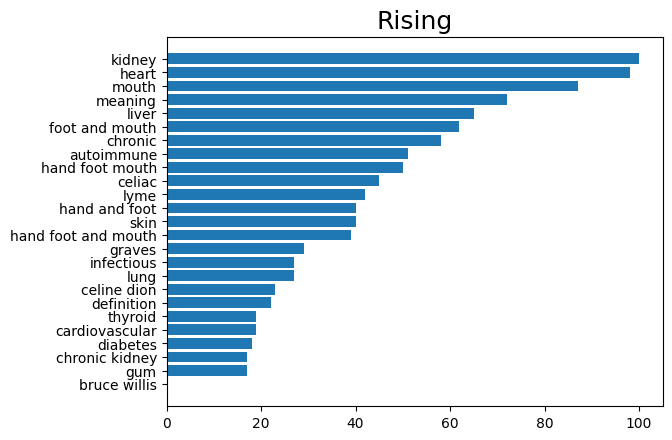 Rising
kidney
heart
mouth
meaning
liver
foot and mouth
chronic
autoimmune
hand foot mouth
celiac
lyme
hand and foot
skin
hand foot and mouth
graves
infectious
lung
celine dion
definition
thyroid
cardiovascular
diabetes
chronic kidney
gum
bruce willis
0 20 40 60 80 100